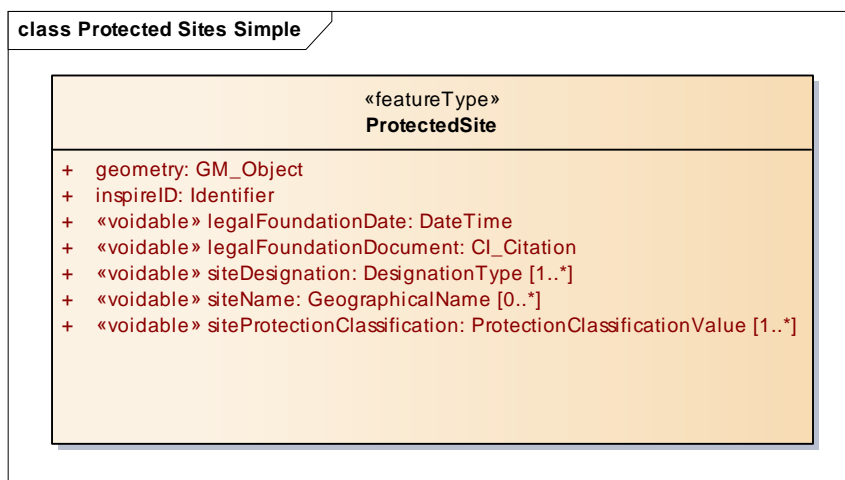 class Protected Sites Simple
«featureType»
ProtectedSite
+ geometry: GM_Object
+ inspireID: Identifier
+ «voidable» legalFoundationDate: DateTime
+ «voidable» legalFoundationDocument: CI_Citation
+ «voidable» siteDesignation: DesignationType [1..*]
+ «voidable» siteName: GeographicalName [0..*]
+ «voidable» siteProtectionClassification: ProtectionClassificationValue [1..*]